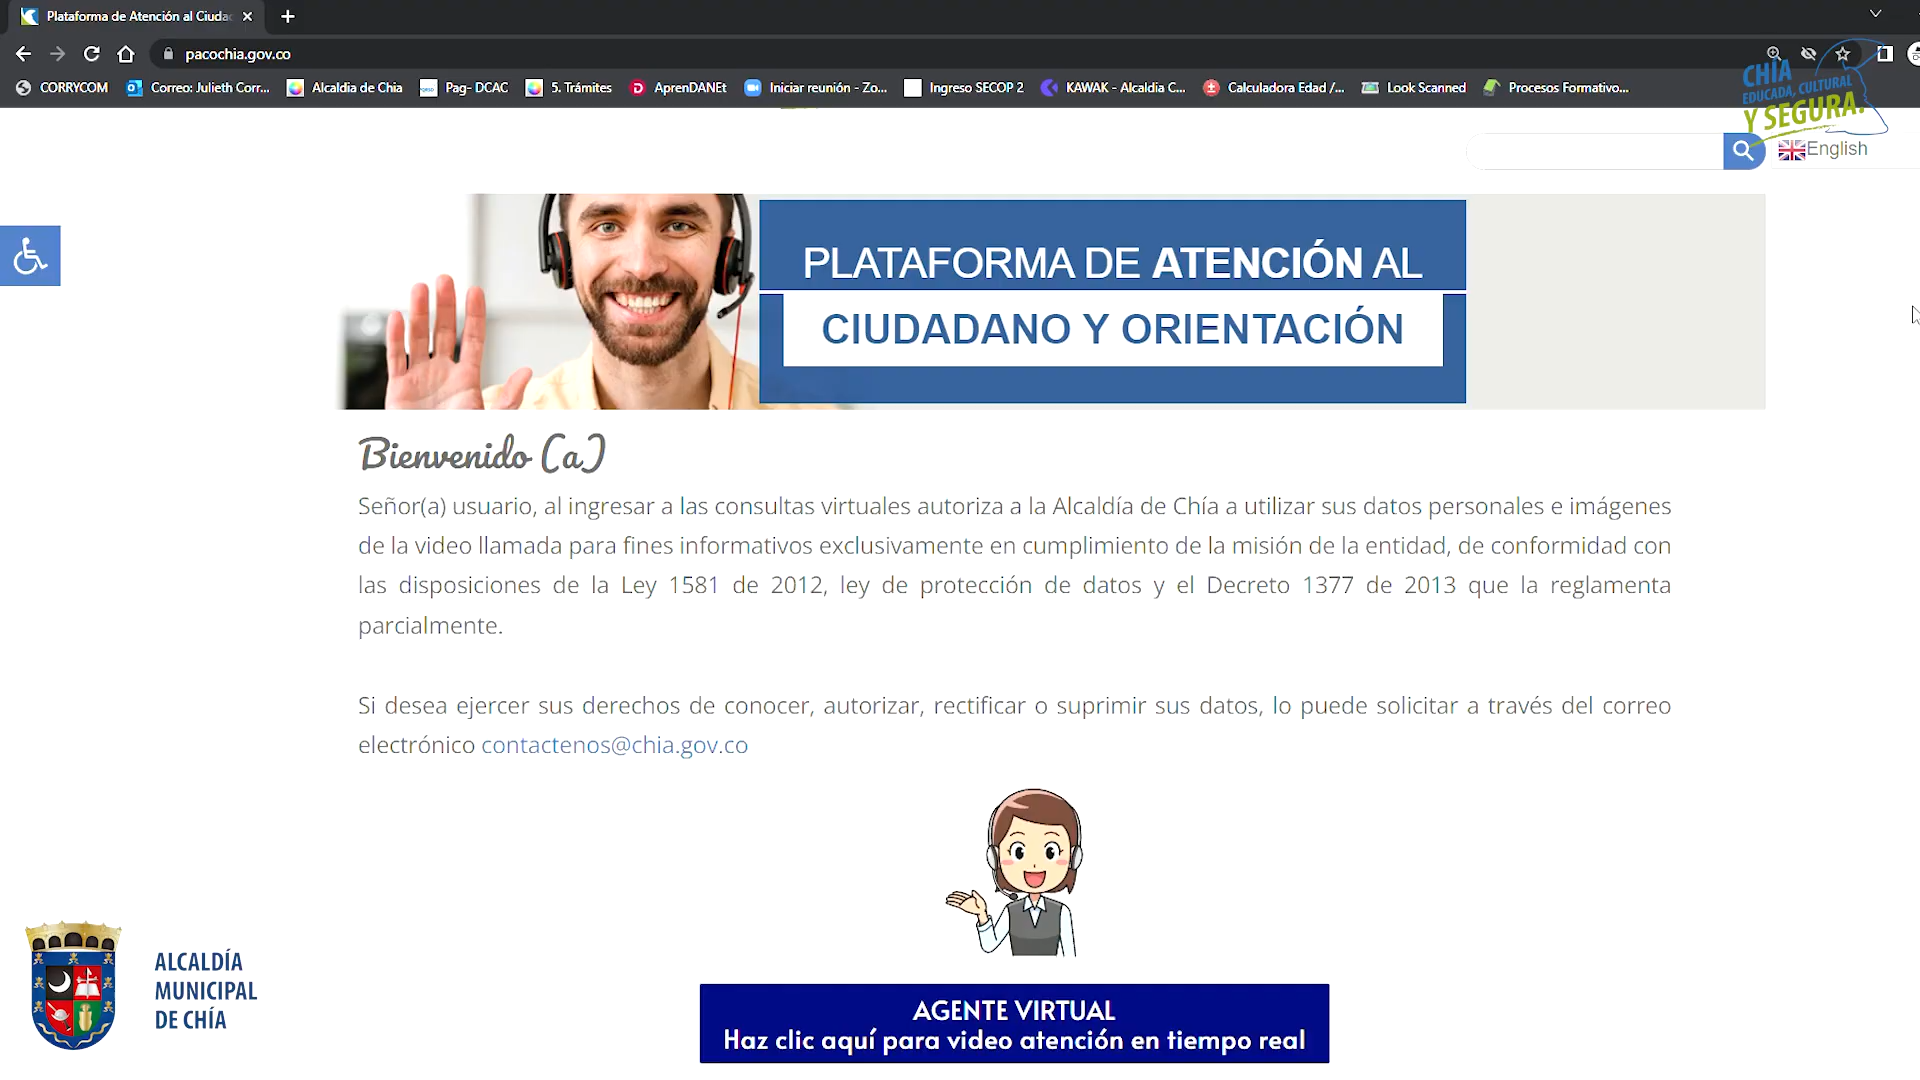 Plataforma de Atención al Ciudad
pacochia.gov.co
CORRYCOM
Correo: Julieth Corr...
Alcaldia de Chia
Pag- DCAC
5. Trámites
AprenDANEt
Iniciar reunión - Zo...
Ingreso SECOP 2
KAWAK - Alcaldia C...
Calculadora Edad /...
Look Scanned
Procesos Formativo...
CHÍA
EDUCADA, CULTURAL
Y SEGURA.
English
PLATAFORMA DE ATENCIÓN AL
CIUDADANO Y ORIENTACIÓN
Bienvenido (a)
Señor(a) usuario, al ingresar a las consultas virtuales autoriza a la Alcaldía de Chía a utilizar sus datos personales e imágenes
de la video llamada para fines informativos exclusivamente en cumplimiento de la misión de la entidad, de conformidad con
las disposiciones de la Ley 1581 de 2012, ley de protección de datos y el Decreto 1377 de 2013 que la reglamenta
parcialmente.
Si desea ejercer sus derechos de conocer, autorizar, rectificar o suprimir sus datos, lo puede solicitar a través del correo
electrónico contactenos@chia.gov.co
ALCALDÍA
MUNICIPAL
DE CHÍA
AGENTE VIRTUAL
Haz clic aquí para video atención en tiempo real